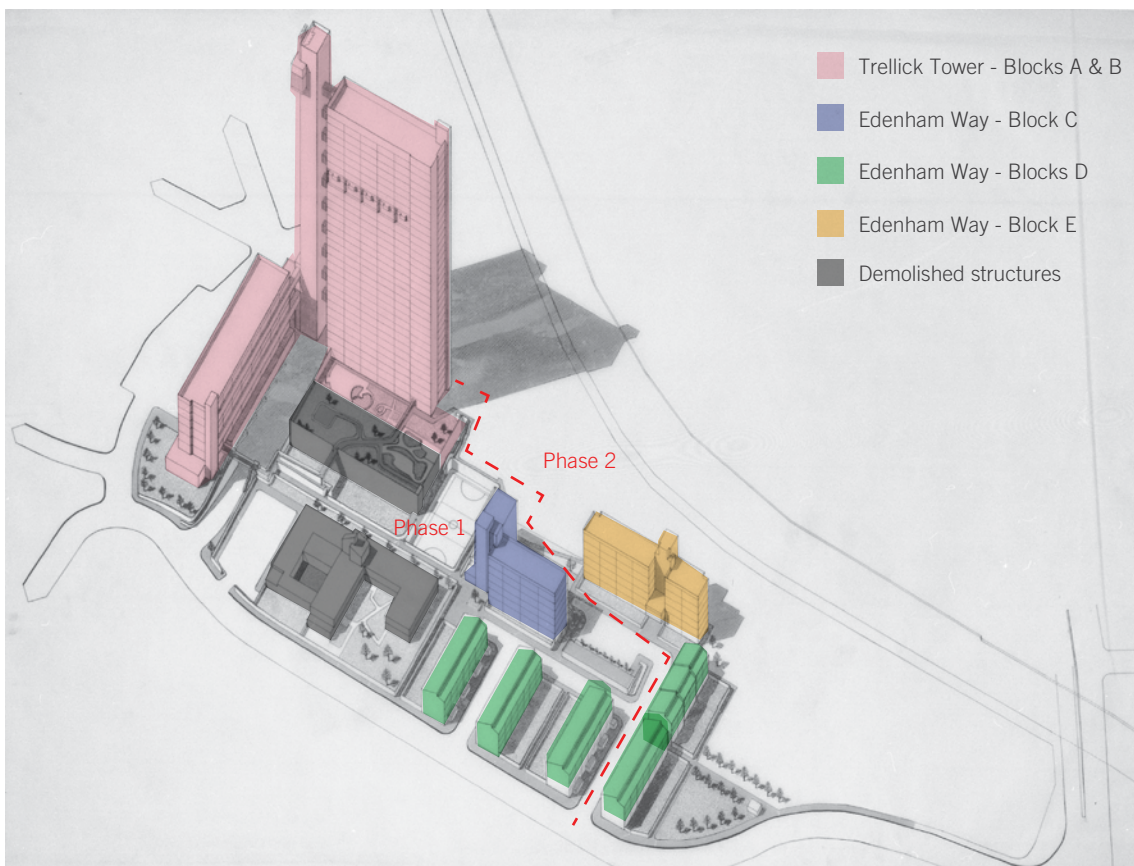 Trellick Tower - Blocks A & B
Edenham Way - Block C
Edenham Way - Blocks D
Edenham Way - Block E
Demolished structures
Phase 2
Phase 1